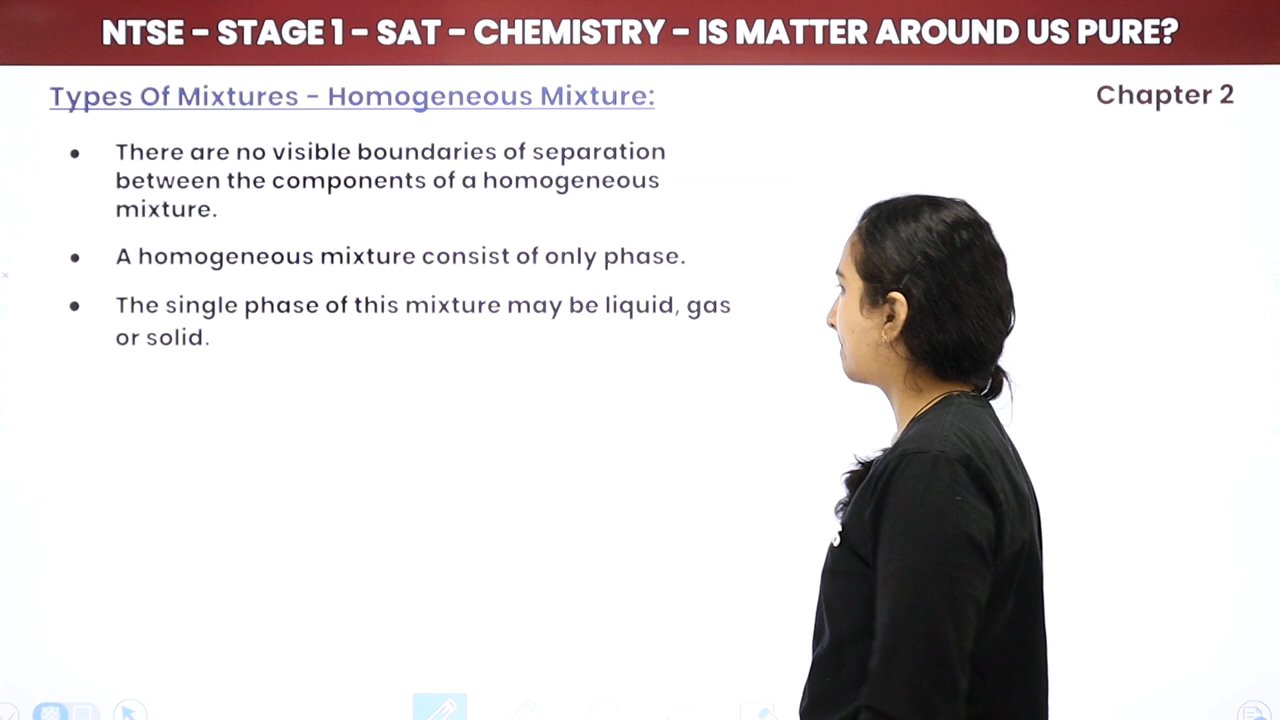 NTSE – STAGE 1 – SAT – CHEMISTRY – IS MATTER AROUND US PURE?
Types Of Mixtures – Homogeneous Mixture:
Chapter 2
• There are no visible boundaries of separation
between the components of a homogeneous
mixture.
• A homogeneous mixture consist of only phase.
• The single phase of this mixture may be liquid, gas
or solid.